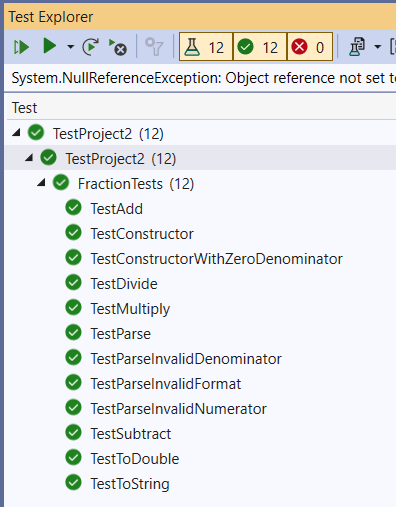 Test Explorer
12 12 0
System.NullReferenceException: Object reference not set
Test
TestProject2 (12)
TestProject2 (12)
FractionTests (12)
TestAdd
TestConstructor
TestConstructorWithZeroDenominator
TestDivide
TestMultiply
TestParse
TestParseInvalidDenominator
TestParseInvalidFormat
TestParseInvalidNumerator
TestSubtract
TestToDouble
TestToString